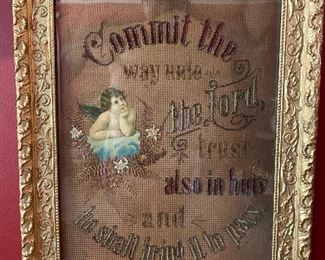 Commit the
way unto
the Lord,
trust
also in him
and
he shall bring it to pass